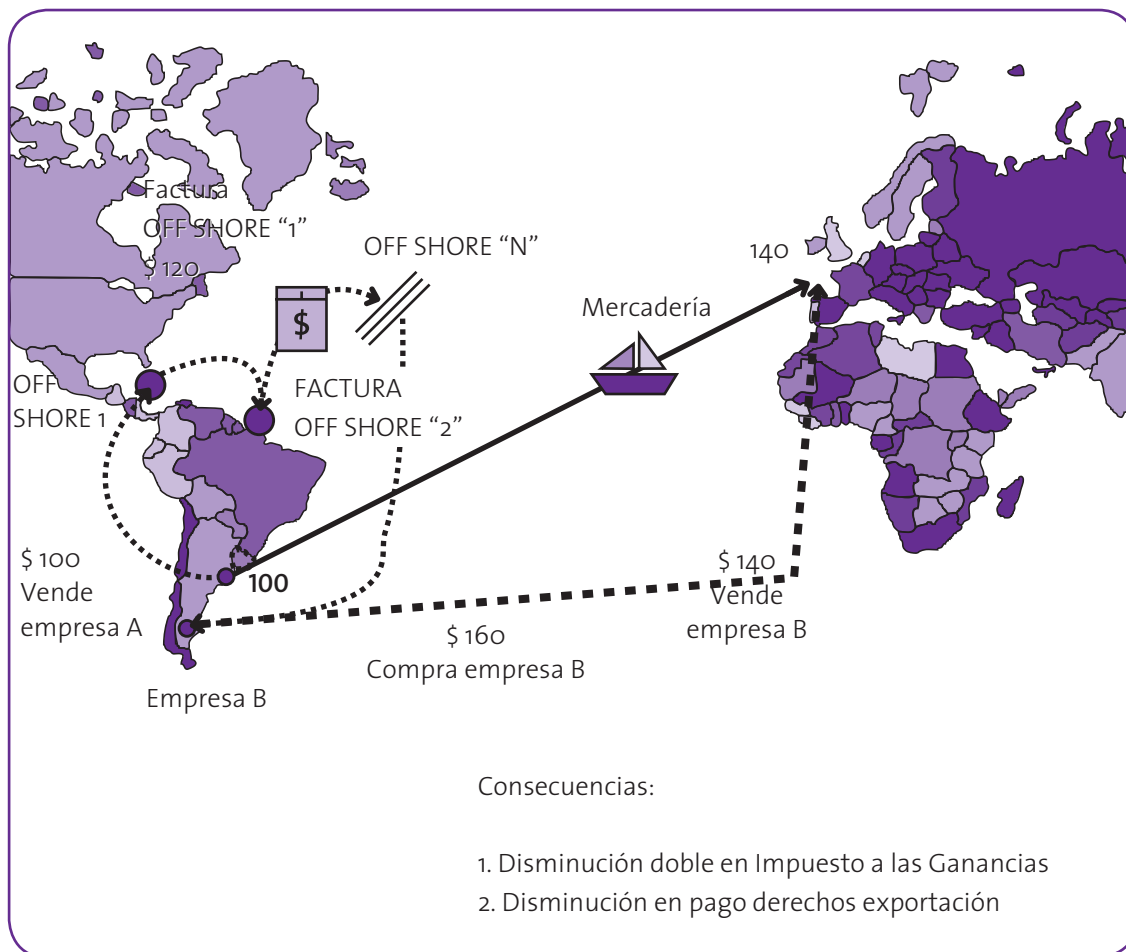 Factura
OFF SHORE “1”
$ 120
OFF SHORE “N”
140
Mercadería
$
OFF
SHORE 1
FACTURA
OFF SHORE “2”
$ 100
Vende
empresa A
100
$ 140
Vende
empresa B
$ 160
Compra empresa B
Empresa B
Consecuencias:
1. Disminución doble en Impuesto a las Ganancias
2. Disminución en pago derechos exportación